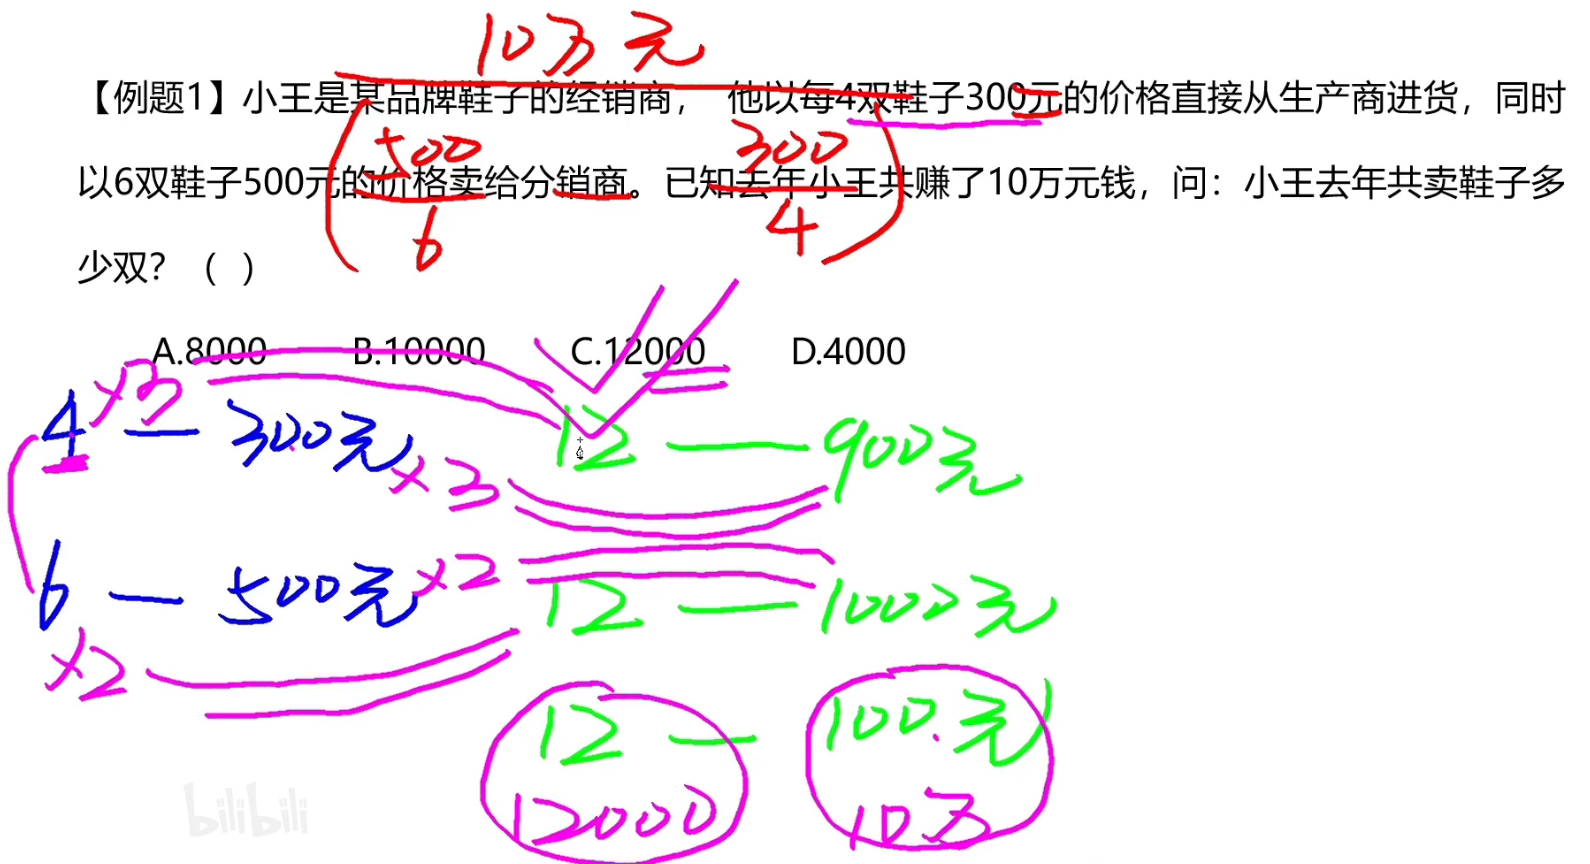 10万元
【例题1】小王是某品牌鞋子的经销商， 他以每4双鞋子300元的价格直接从生产商进货，同时
500 300
以6双鞋子500元的价格卖给分销商。已知去年小王共赚了10万元钱，问：小王去年共卖鞋子多
6 4
少双？（ ）
A.8000 B.10000 C.12000 D.4000
×3
4 — 300元 12 — 900元
×3
6 — 500元 ×2 12 — 1000元
×2
12 — 100元
12000 10万
bilibili